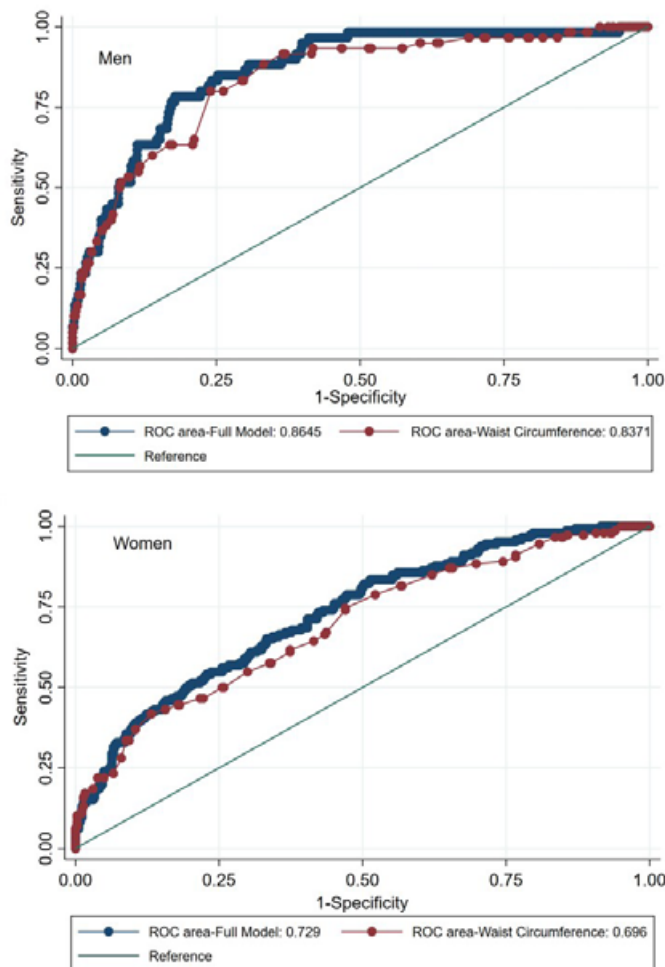 Men
1.00
0.75
0.50
0.25
0.00
Sensitivity
0.00 0.25 0.50 0.75 1.00
1-Specificity
ROC area-Full Model: 0.8645 ROC area-Waist Circumference: 0.8371
Reference
Women
1.00
0.75
0.50
0.25
0.00
Sensitivity
0.00 0.25 0.50 0.75 1.00
1-Specificity
ROC area-Full Model: 0.729 ROC area-Waist Circumference: 0.696
Reference